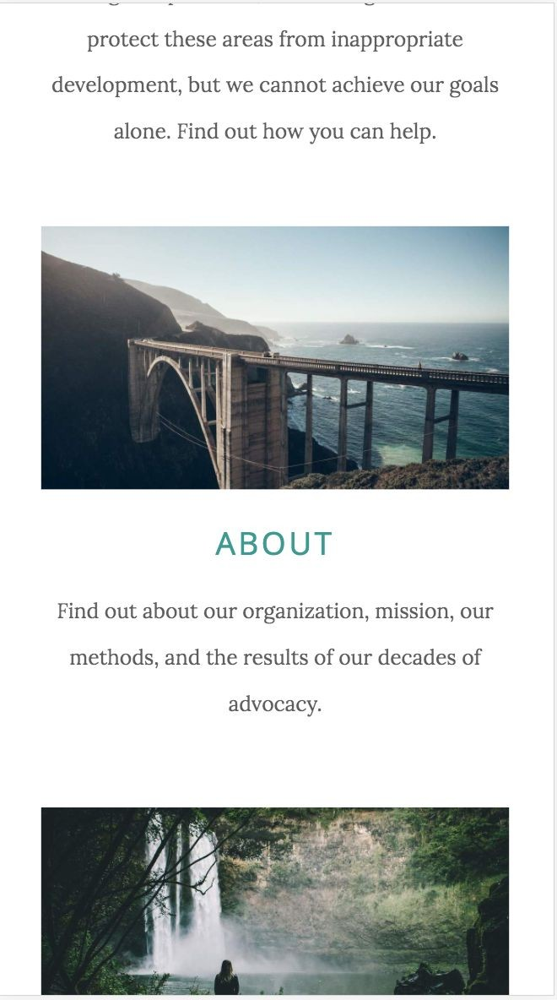 protect these areas from inappropriate
development, but we cannot achieve our goals
alone. Find out how you can help.
ABOUT
Find out about our organization, mission, our
methods, and the results of our decades of
advocacy.